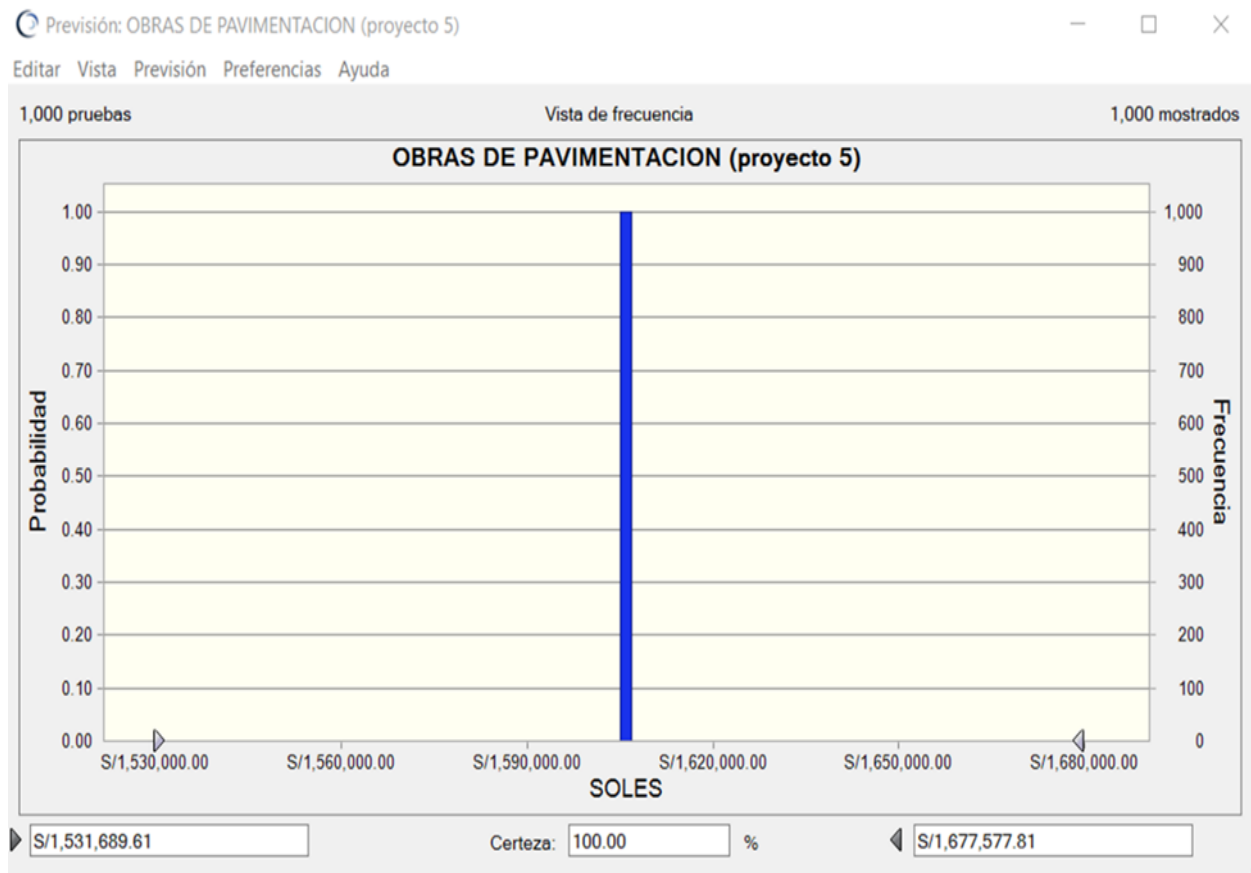 Previsión: OBRAS DE PAVIMENTACION (proyecto 5)
Editar Vista Previsión Preferencias Ayuda
1,000 pruebas Vista de frecuencia 1,000 mostrados
OBRAS DE PAVIMENTACION (proyecto 5)
1.00 1,000
0.90 900
0.80 800
0.70 700
0.60 600
0.50 500
0.40 400
0.30 300
0.20 200
0.10 100
0.00 0
Probabilidad
Frecuencia
S/1,530,000.00 S/1,560,000.00 S/1,590,000.00 S/1,620,000.00 S/1,650,000.00 S/1,680,000.00
SOLES
S/1,531,689.61 Certeza: 100.00 % S/1,677,577.81